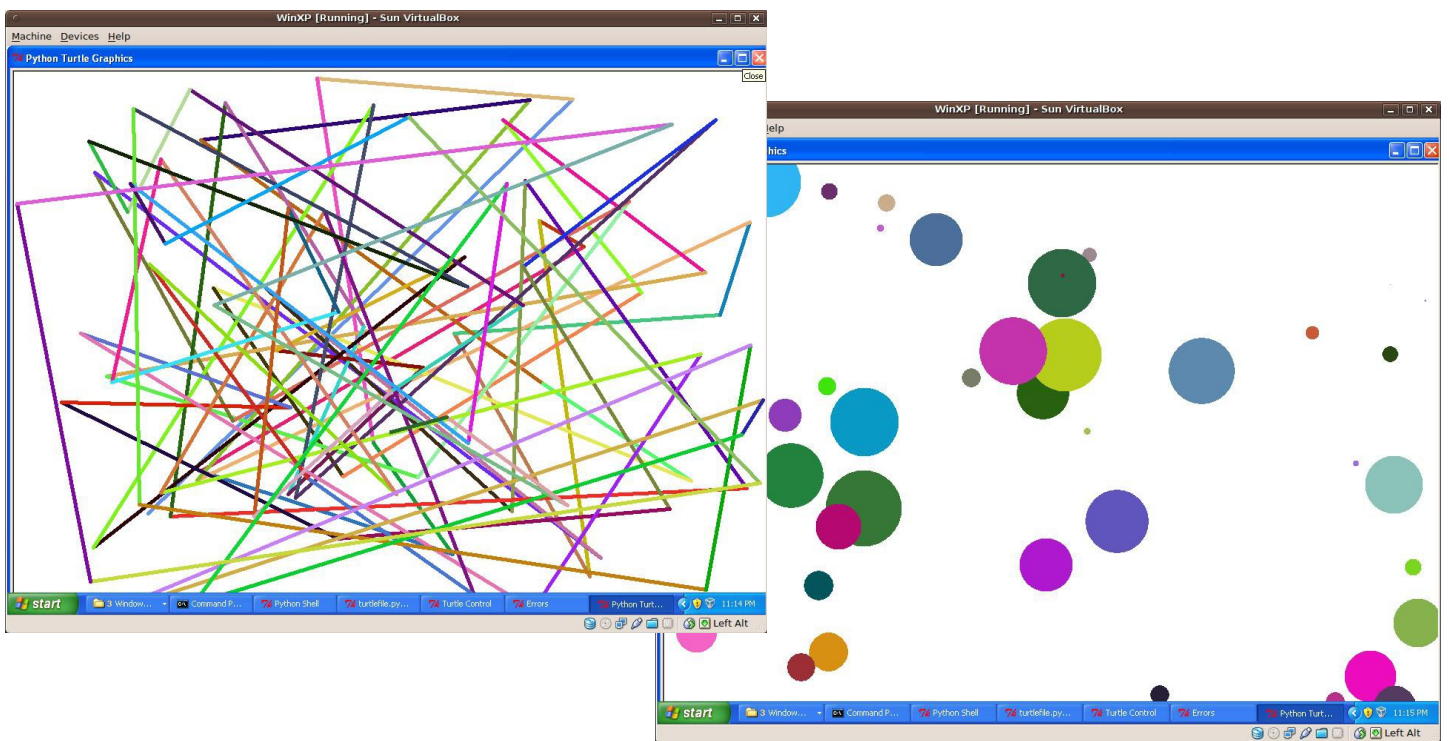 WinXP [Running] - Sun VirtualBox
Machine Devices Help
Python Turtle Graphics
Close
start 3 Window... Command P... Python Shell turtlefile.py... Turtle Control Errors Python Turt... 11:14 PM
Left Alt
WinXP [Running] - Sun VirtualBox
elp
hics
start 3 Window... Command P... Python Shell turtlefile.py... Turtle Control Errors Python Turt... 11:15 PM
Left Alt